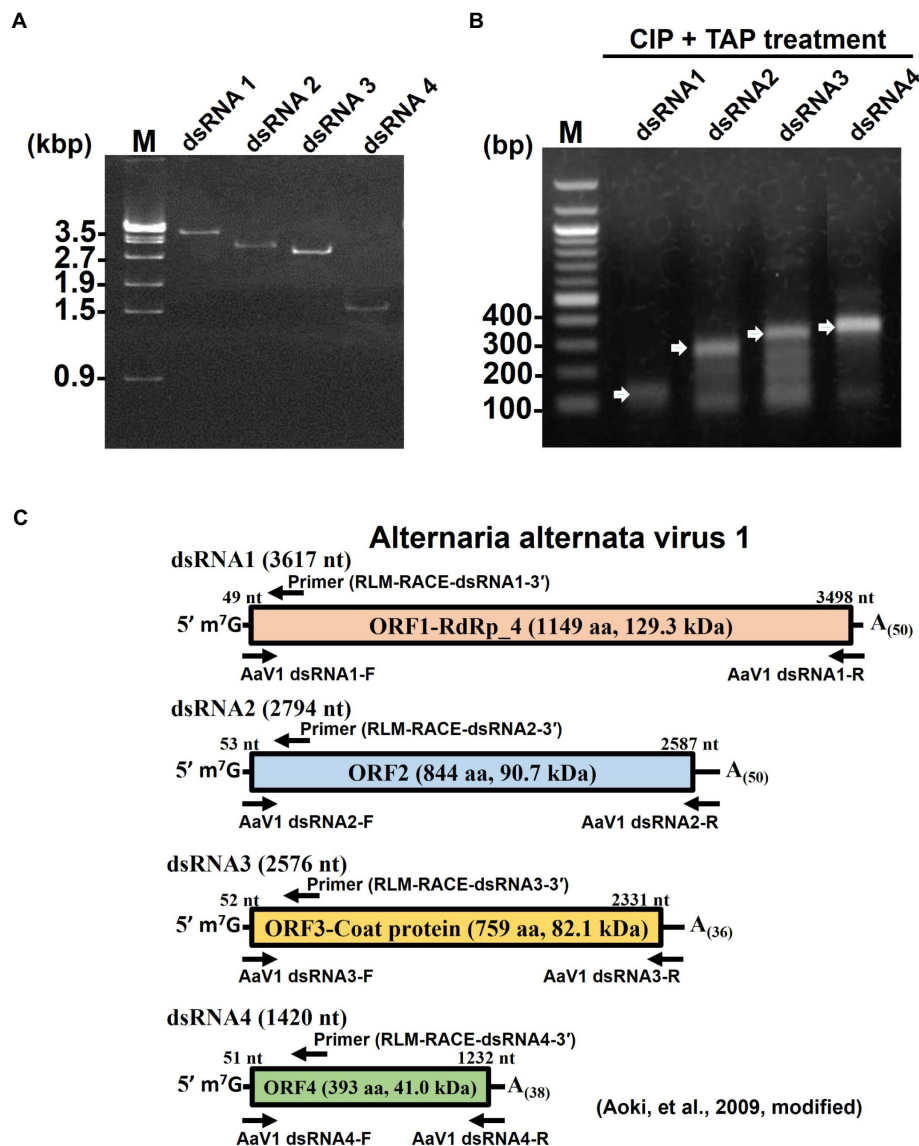 A
(kbp)
M
dsRNA 1
dsRNA 2
dsRNA 3
dsRNA 4
3.5
2.7
1.9
1.5
0.9
B
CIP + TAP treatment
(bp)
M
dsRNA1
dsRNA2
dsRNA3
dsRNA4
400
300
200
100
C
Alternaria alternata virus 1
dsRNA1 (3617 nt)
Primer (RLM-RACE-dsRNA1-3′)
49 nt
3498 nt
5′ m⁷G
ORF1-RdRp_4 (1149 aa, 129.3 kDa)
A(50)
AaV1 dsRNA1-F
AaV1 dsRNA1-R
dsRNA2 (2794 nt)
Primer (RLM-RACE-dsRNA2-3′)
53 nt
2587 nt
5′ m⁷G
ORF2 (844 aa, 90.7 kDa)
A(50)
AaV1 dsRNA2-F
AaV1 dsRNA2-R
dsRNA3 (2576 nt)
Primer (RLM-RACE-dsRNA3-3′)
52 nt
2331 nt
5′ m⁷G
ORF3-Coat protein (759 aa, 82.1 kDa)
A(36)
AaV1 dsRNA3-F
AaV1 dsRNA3-R
dsRNA4 (1420 nt)
Primer (RLM-RACE-dsRNA4-3′)
51 nt
1232 nt
5′ m⁷G
ORF4 (393 aa, 41.0 kDa)
A(38)
AaV1 dsRNA4-F
AaV1 dsRNA4-R
(Aoki, et al., 2009, modified)